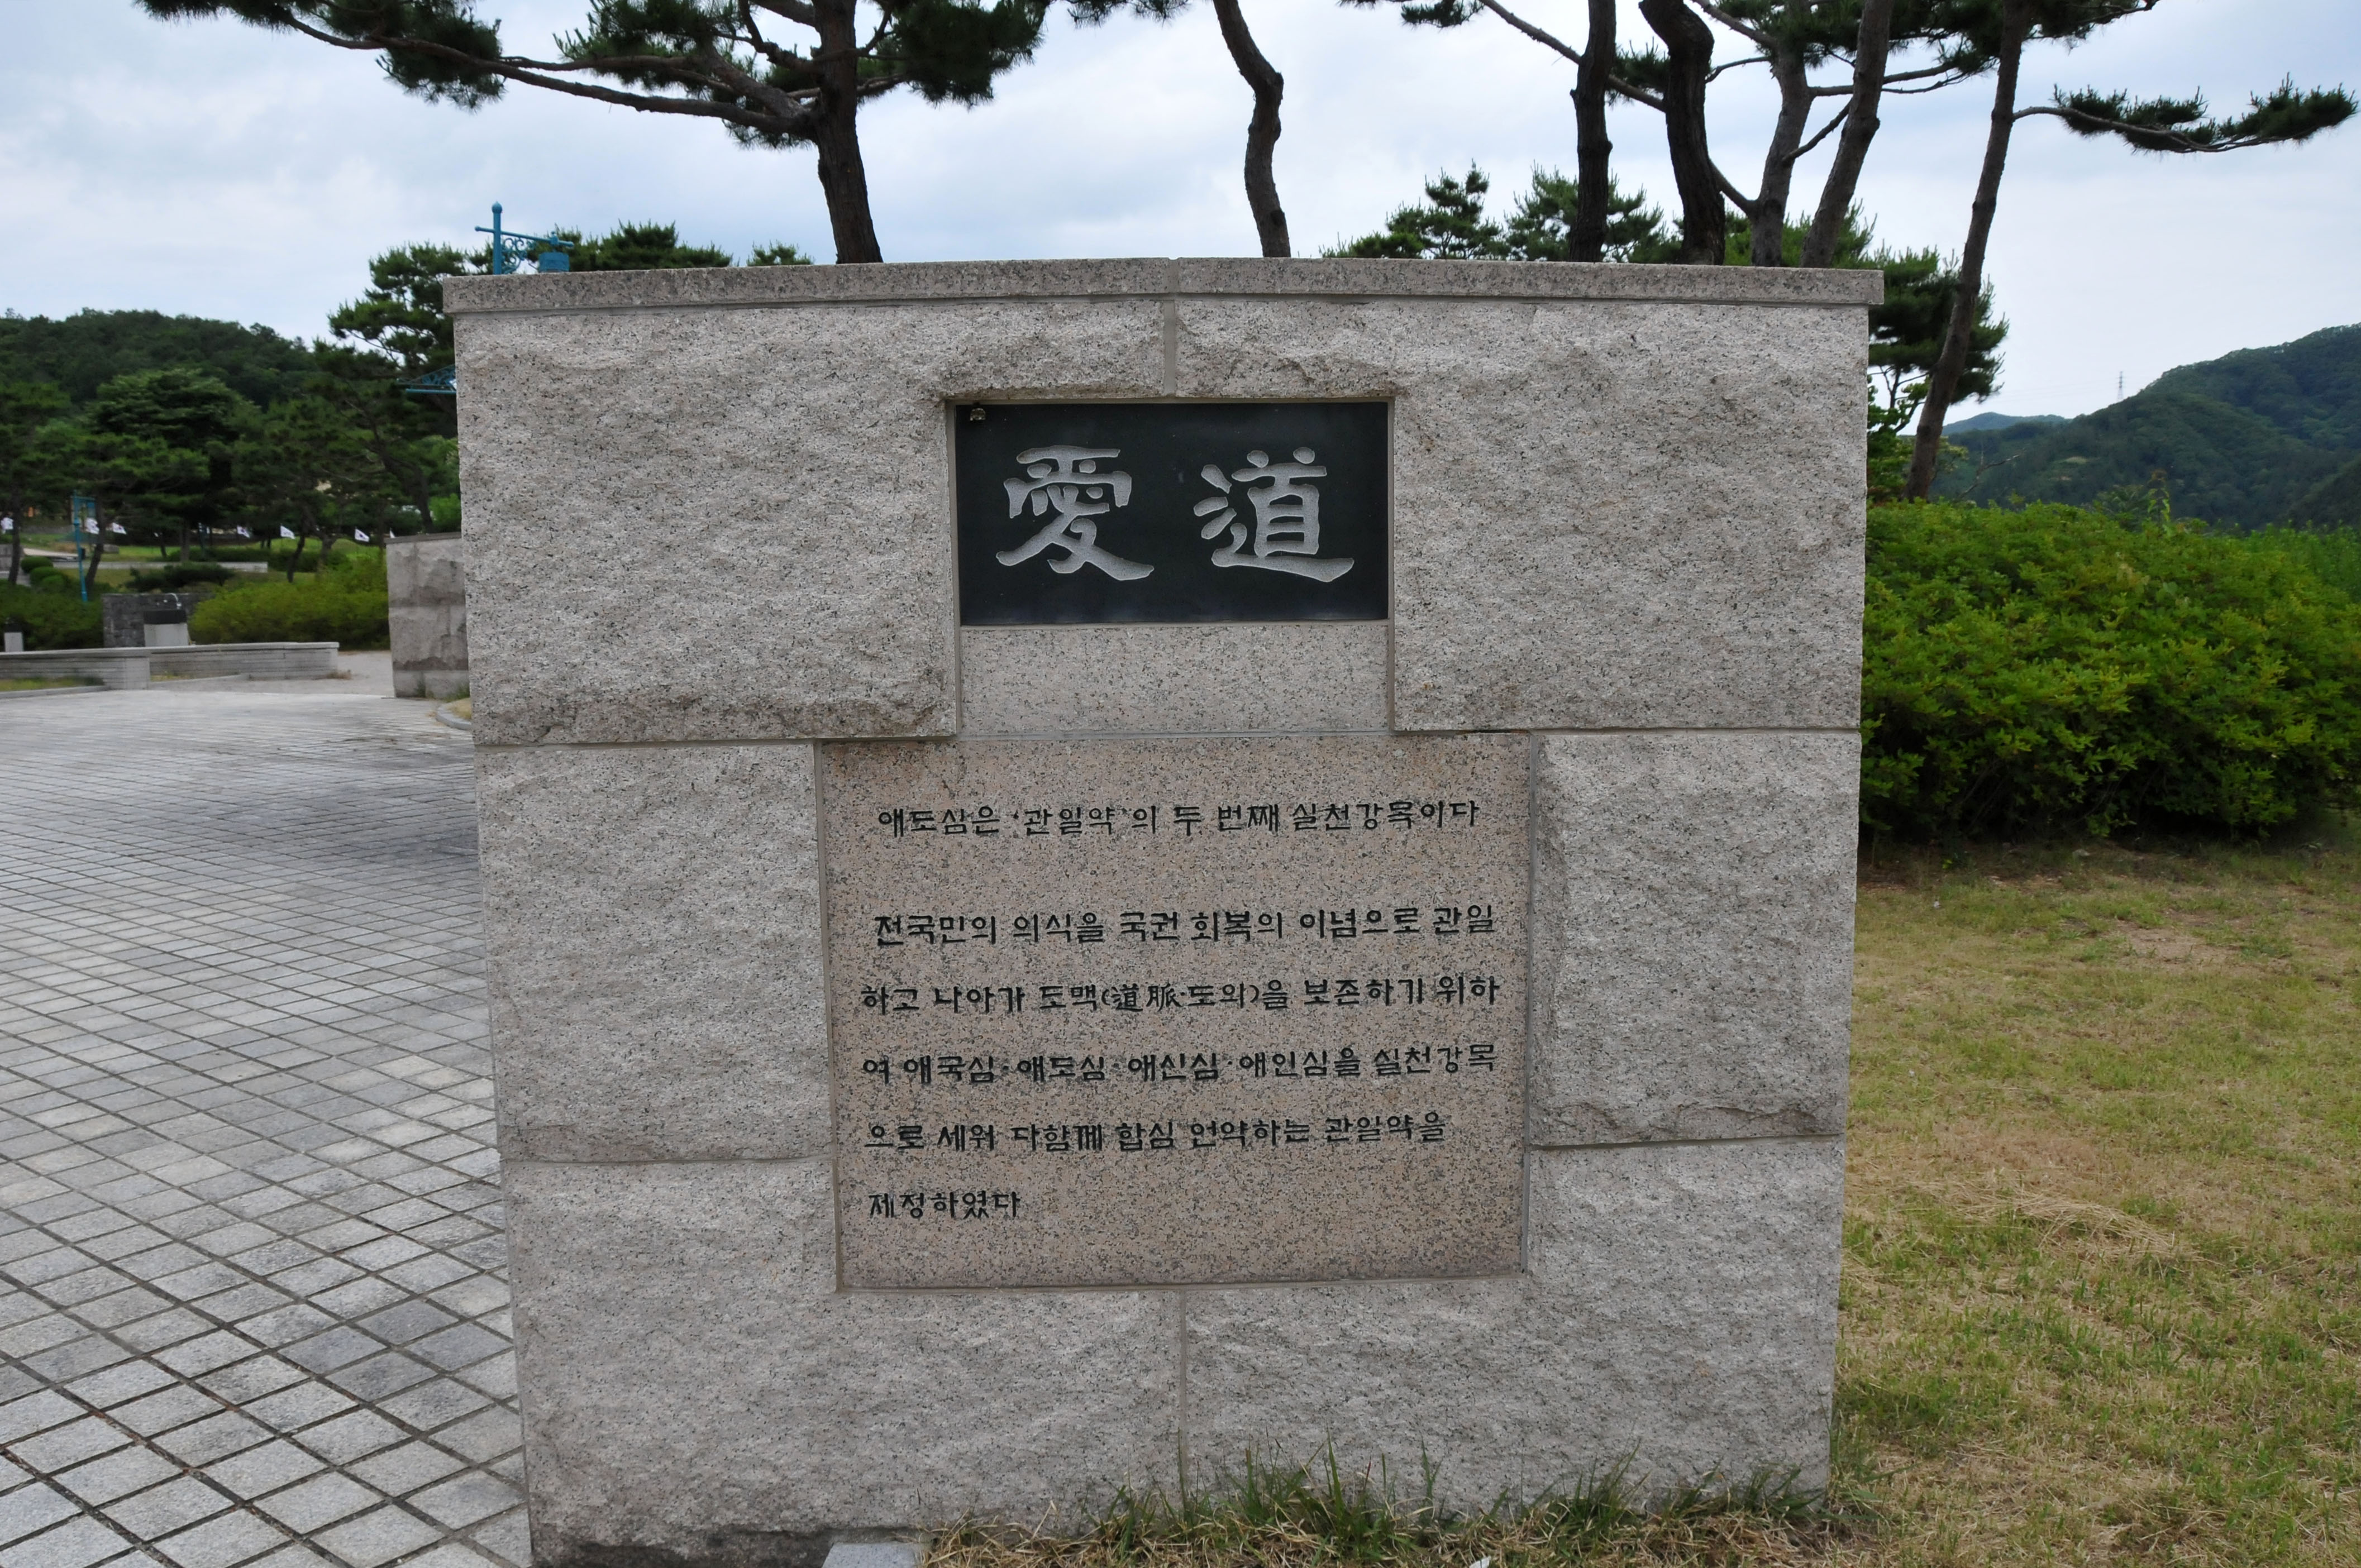 愛道
애도심은 '관일약'의 두 번째 실천강목이다
전국민의 의식을 국권 회복의 이념으로 관일
하고 나아가 도맥(道脈·도의)을 보존하기 위하
여 애국심·애도심·애신심·애인심을 실천강목
으로 세워 다함께 합심 언약하는 관일약을
제정하였다